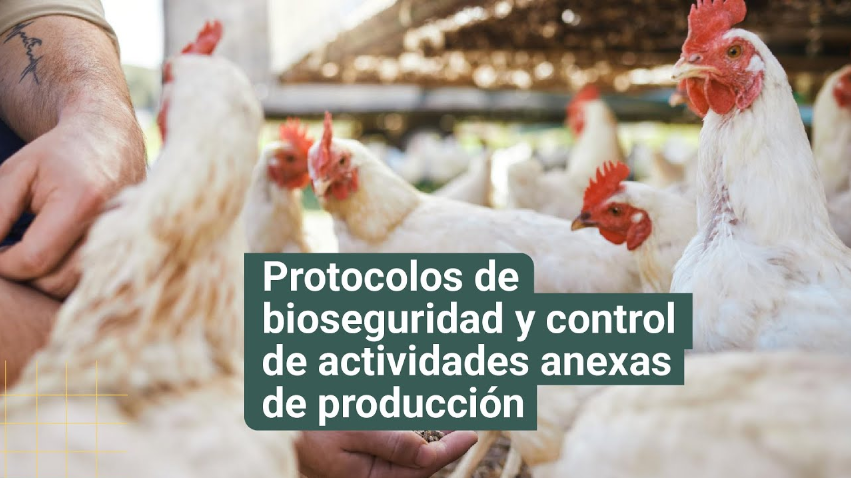 Protocolos de
bioseguridad y control
de actividades anexas
de producción